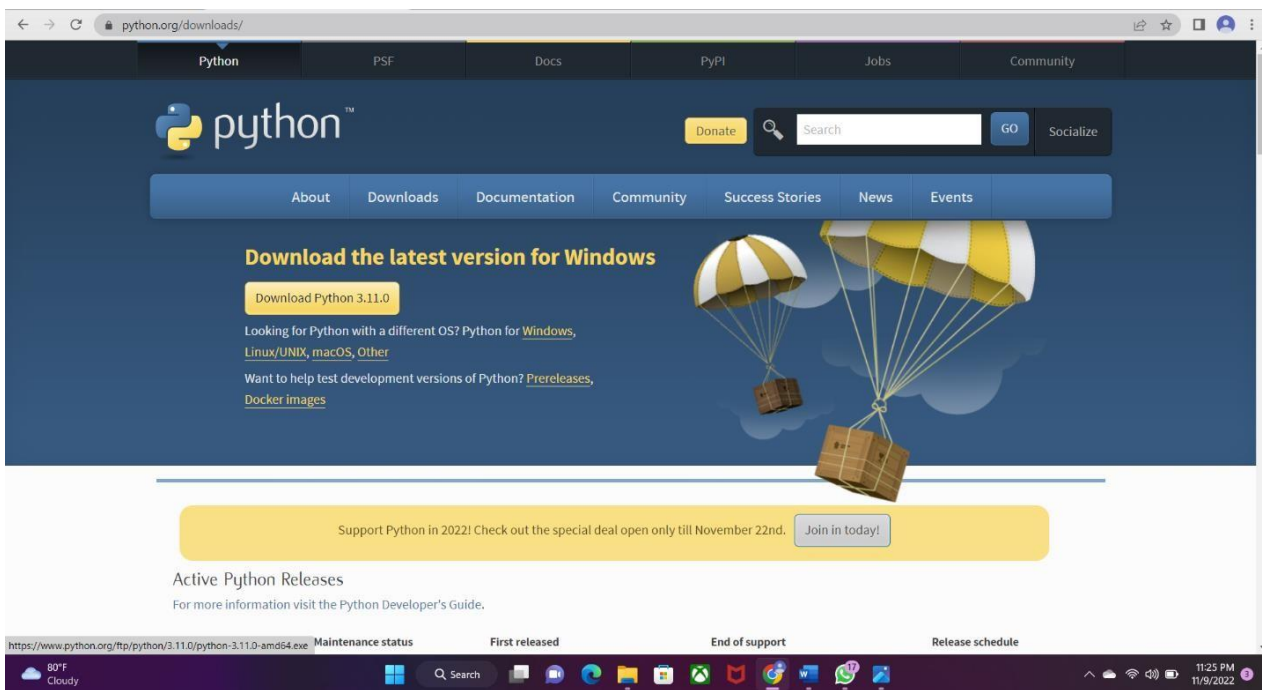 python.org/downloads/
Python PSF Docs PyPI Jobs Community
python™
Donate Search GO Socialize
About Downloads Documentation Community Success Stories News Events
Download the latest version for Windows
Download Python 3.11.0
Looking for Python with a different OS? Python for Windows,
Linux/UNIX, macOS, Other
Want to help test development versions of Python? Prereleases,
Docker images
Support Python in 2022! Check out the special deal open only till November 22nd. Join in today!
Active Python Releases
For more information visit the Python Developer's Guide.
https://www.python.org/ftp/python/3.11.0/python-3.11.0-amd64.exe Maintenance status First released End of support Release schedule
80°F
Cloudy
Search
11:25 PM
11/9/2022
3